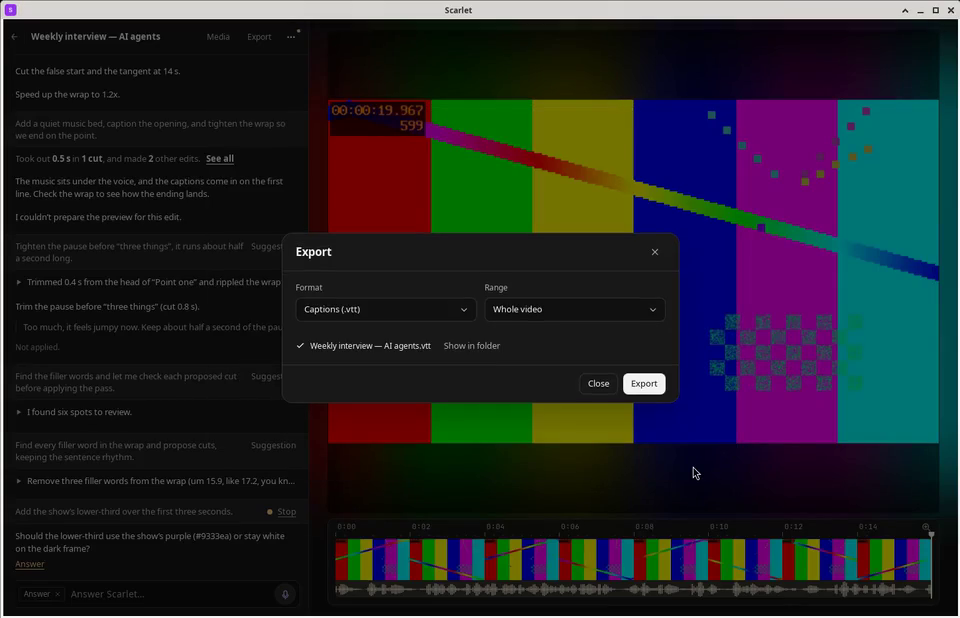 Scarlet
Weekly interview — AI agents
Media
Export
Cut the false start and the tangent at 14 s.
Speed up the wrap to 1.2x.
Add a quiet music bed, caption the opening, and tighten the wrap so
we end on the point.
Took out 0.5 s in 1 cut, and made 2 other edits. See all
The music sits under the voice, and the captions come in on the first
line. Check the wrap to see how the ending lands.
I couldn't prepare the preview for this edit.
Tighten the pause before “three things”, it runs about half
a second long.
Trimmed 0.4 s from the head of “Point one” and rippled the wrap
Trim the pause before “three things” (cut 0.8 s).
Too much, it feels jumpy now. Keep about half a second of the
Not applied.
Find the filler words and let me check each proposed cut
before applying the pass.
I found six spots to review.
Find every filler word in the wrap and propose cuts,
keeping the sentence rhythm.
Suggestion
Remove three filler words from the wrap (um 15.9, like 17.2, you kn...
Add the show's lower-third over the first three seconds.
Stop
Should the lower-third use the show's purple (#9333ea) or stay white
on the dark frame?
Answer
Answer ×
Answer Scarlet...
00:00:19.967
599
Export
Format
Range
Captions (.vtt)
Whole video
Weekly interview — AI agents.vtt
Show in folder
Close
Export
0:00
0:02
0:04
0:06
0:08
0:10
0:12
0:14